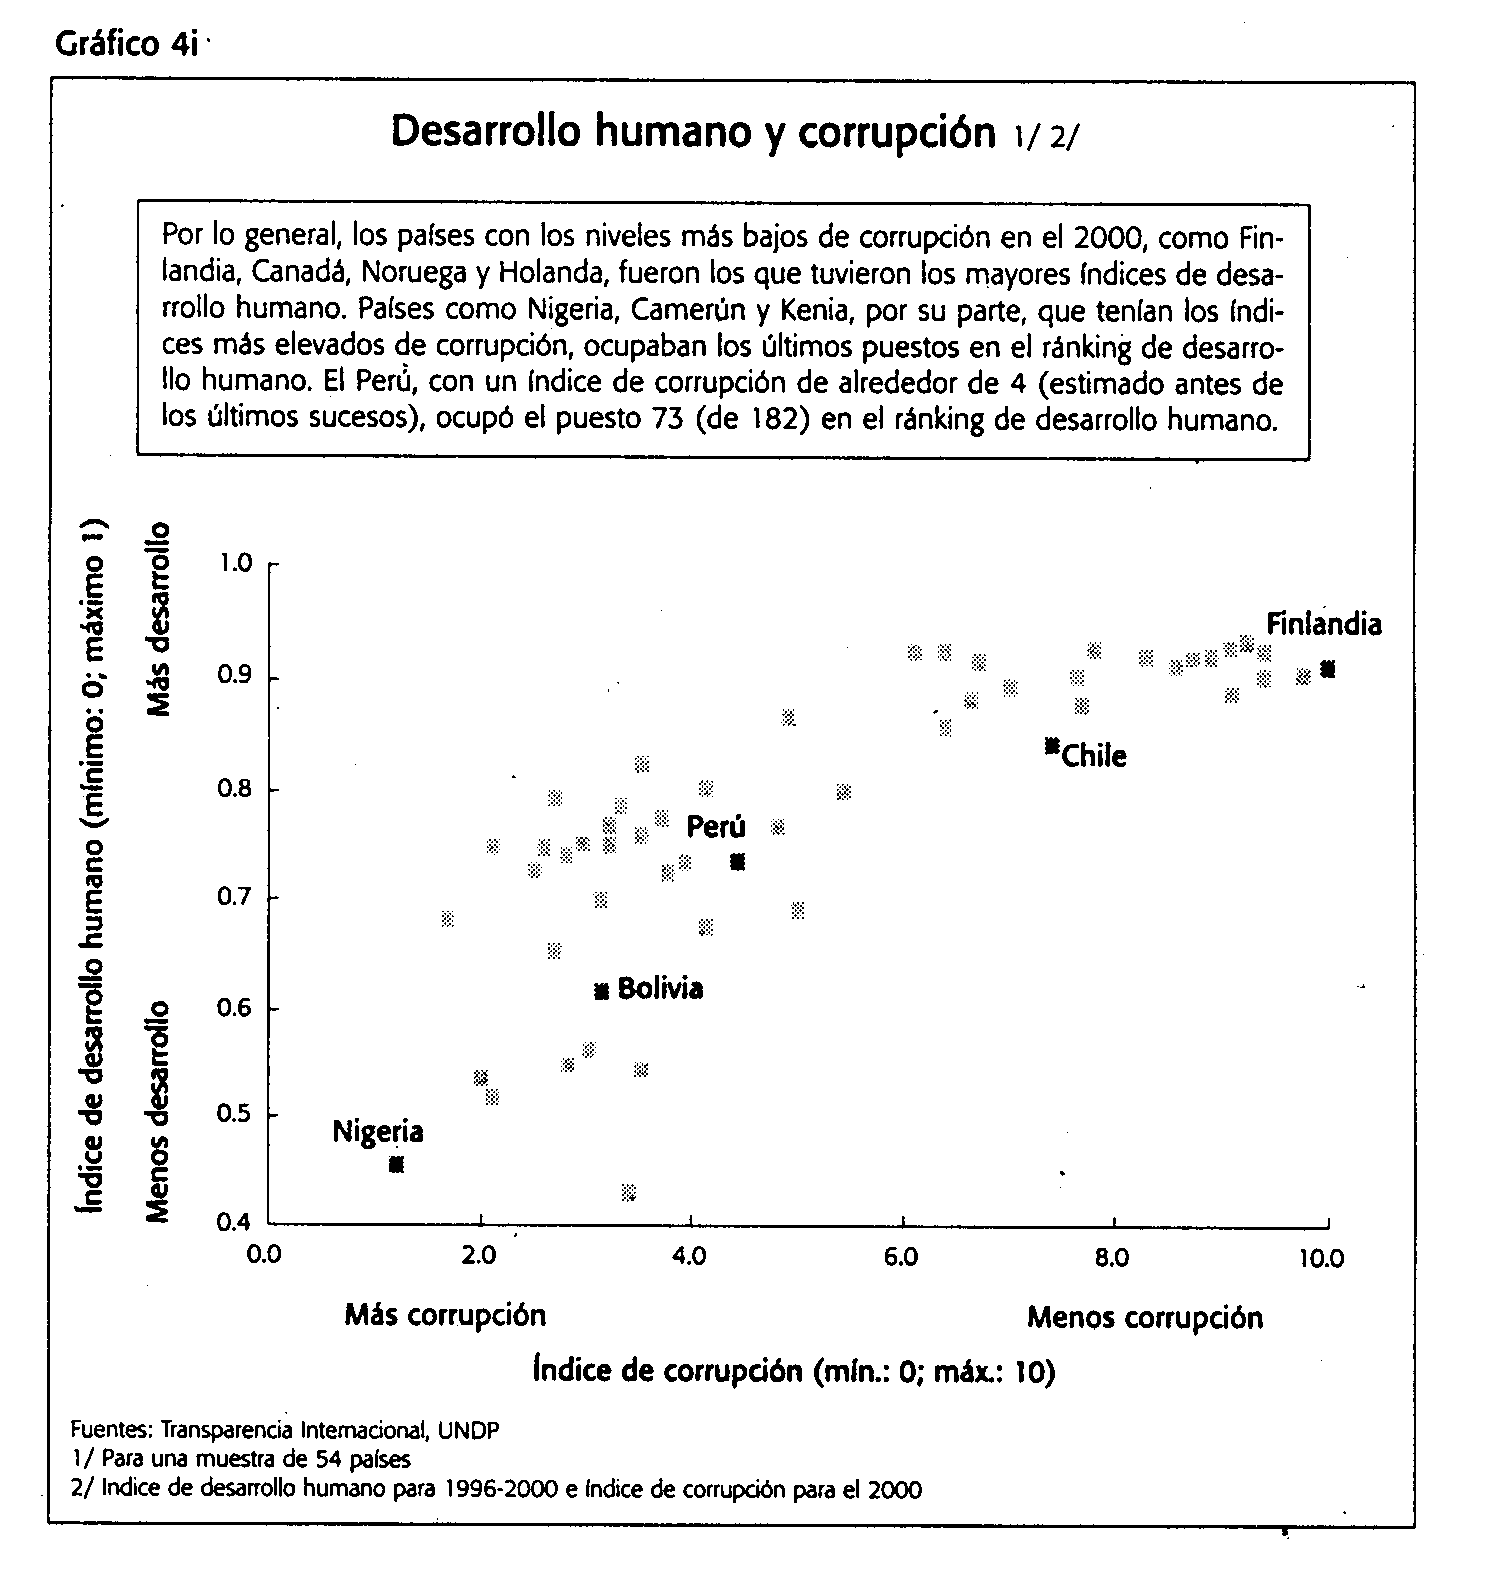 Gráfico 4i
Desarrollo humano y corrupción 1/ 2/
Por lo general, los países con los niveles más bajos de corrupción en el 2000, como Fin-
landia, Canadá, Noruega y Holanda, fueron los que tuvieron los mayores índices de desa-
rrollo humano. Países como Nigeria, Camerún y Kenia, por su parte, que tenían los índi-
ces más elevados de corrupción, ocupaban los últimos puestos en el ránking de desarro-
llo humano. El Perú, con un índice de corrupción de alrededor de 4 (estimado antes de
los últimos sucesos), ocupó el puesto 73 (de 182) en el ránking de desarrollo humano.
Índice de desarrollo humano (mínimo: 0; máximo 1)
Más desarrollo
Menos desarrollo
1.0
0.9
0.8
0.7
0.6
0.5
0.4
Finlandia
Chile
Perú
Bolivia
Nigeria
0.0 2.0 4.0 6.0 8.0 10.0
Más corrupción Menos corrupción
Índice de corrupción (mín.: 0; máx.: 10)
Fuentes: Transparencia Internacional, UNDP
1/ Para una muestra de 54 países
2/ Indice de desarrollo humano para 1996-2000 e índice de corrupción para el 2000